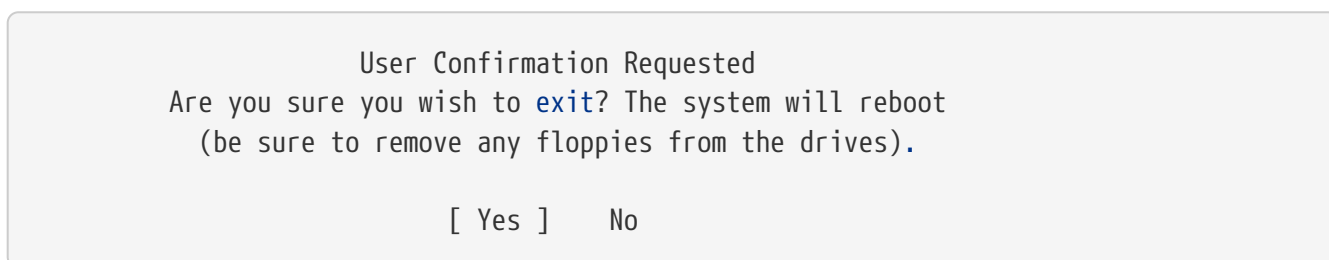 User Confirmation Requested
Are you sure you wish to exit? The system will reboot
(be sure to remove any floppies from the drives).
[ Yes ] No